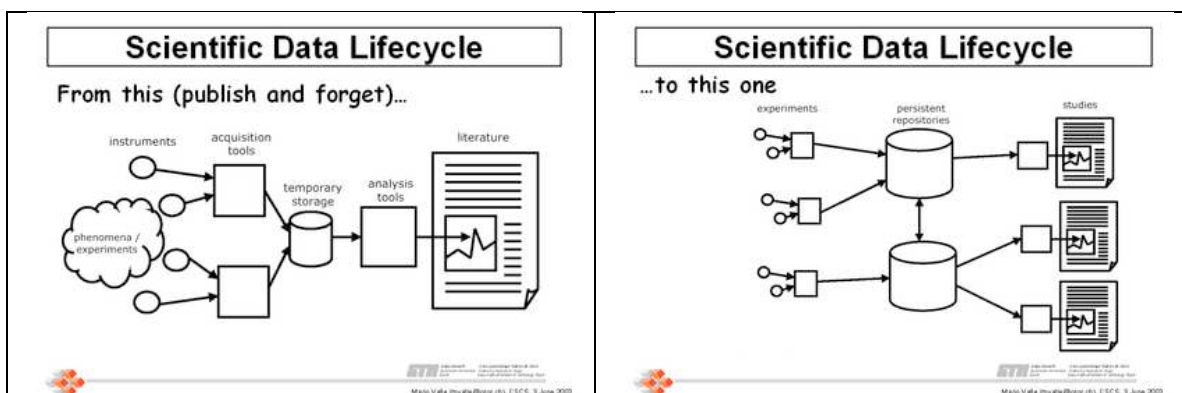 Scientific Data Lifecycle
From this (publish and forget)...
instruments
acquisition
tools
literature
temporary
storage
analysis
tools
phenomena /
experiments
Scientific Data Lifecycle
...to this one
experiments
persistent
repositories
studies